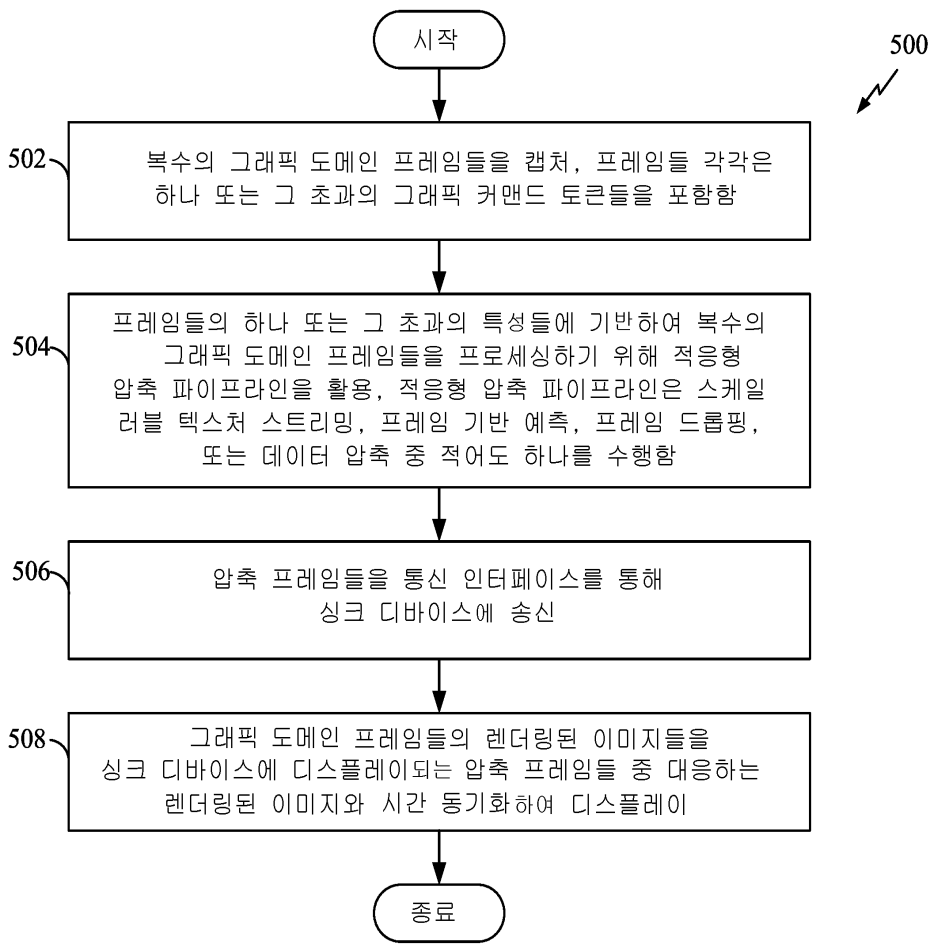 시작
500
502
복수의 그래픽 도메인 프레임들을 캡처, 프레임들 각각은
하나 또는 그 초과의 그래픽 커맨드 토큰들을 포함함
504
프레임들의 하나 또는 그 초과의 특성들에 기반하여 복수의
그래픽 도메인 프레임들을 프로세싱하기 위해 적응형
압축 파이프라인을 활용, 적응형 압축 파이프라인은 스케일
러블 텍스처 스트리밍, 프레임 기반 예측, 프레임 드롭핑,
또는 데이터 압축 중 적어도 하나를 수행함
506
압축 프레임들을 통신 인터페이스를 통해
싱크 디바이스에 송신
508
그래픽 도메인 프레임들의 렌더링된 이미지들을
싱크 디바이스에 디스플레이되는 압축 프레임들 중 대응하는
렌더링된 이미지와 시간 동기화하여 디스플레이
종료